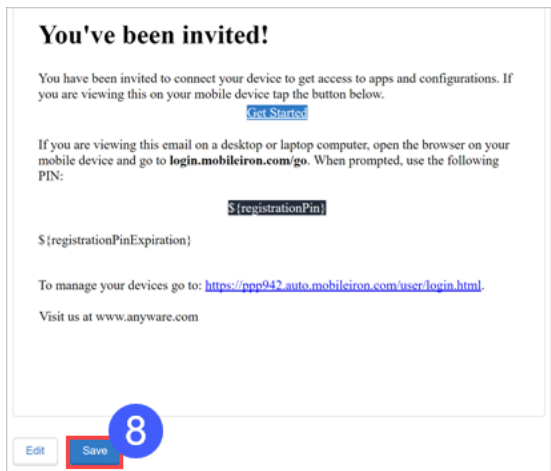 You've been invited!
You have been invited to connect your device to get access to apps and configurations. If
you are viewing this on your mobile device tap the button below.
Get Started
If you are viewing this email on a desktop or laptop computer, open the browser on your
mobile device and go to login.mobileiron.com/go. When prompted, use the following
PIN:
${registrationPin}
${registrationPinExpiration}
To manage your devices go to: https://ppp942.auto.mobileiron.com/user/login.html.
Visit us at www.anyware.com
8
Edit Save